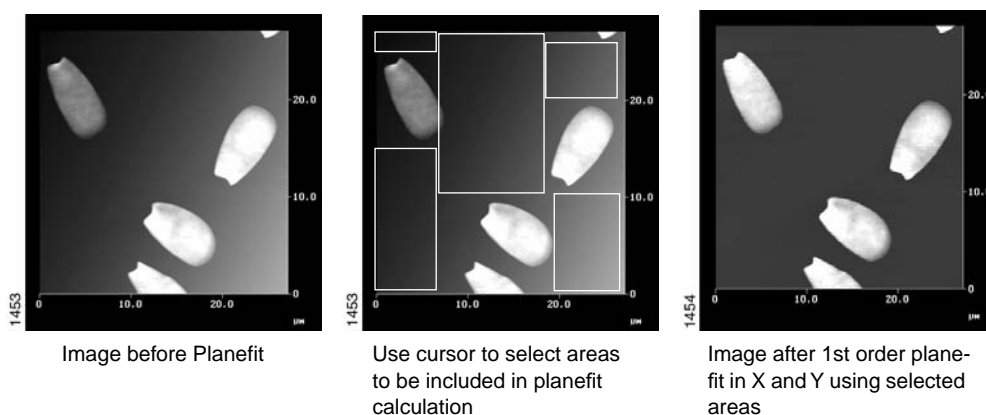 20.0
10.0
0
0
10.0
20.0
µm
1453
Image before Planefit
20.0
10.0
0
0
10.0
20.0
µm
1453
Use cursor to select areas
to be included in planefit
calculation
20.0
10.0
0
0
10.0
20.0
µm
1454
Image after 1st order plane-
fit in X and Y using selected
areas